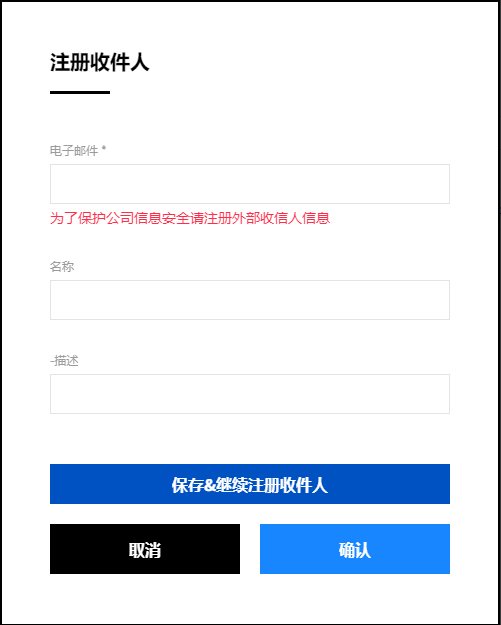 注册收件人
电子邮件 *
为了保护公司信息安全请注册外部收信人信息
名称
-描述
保存&继续注册收件人
取消
确认